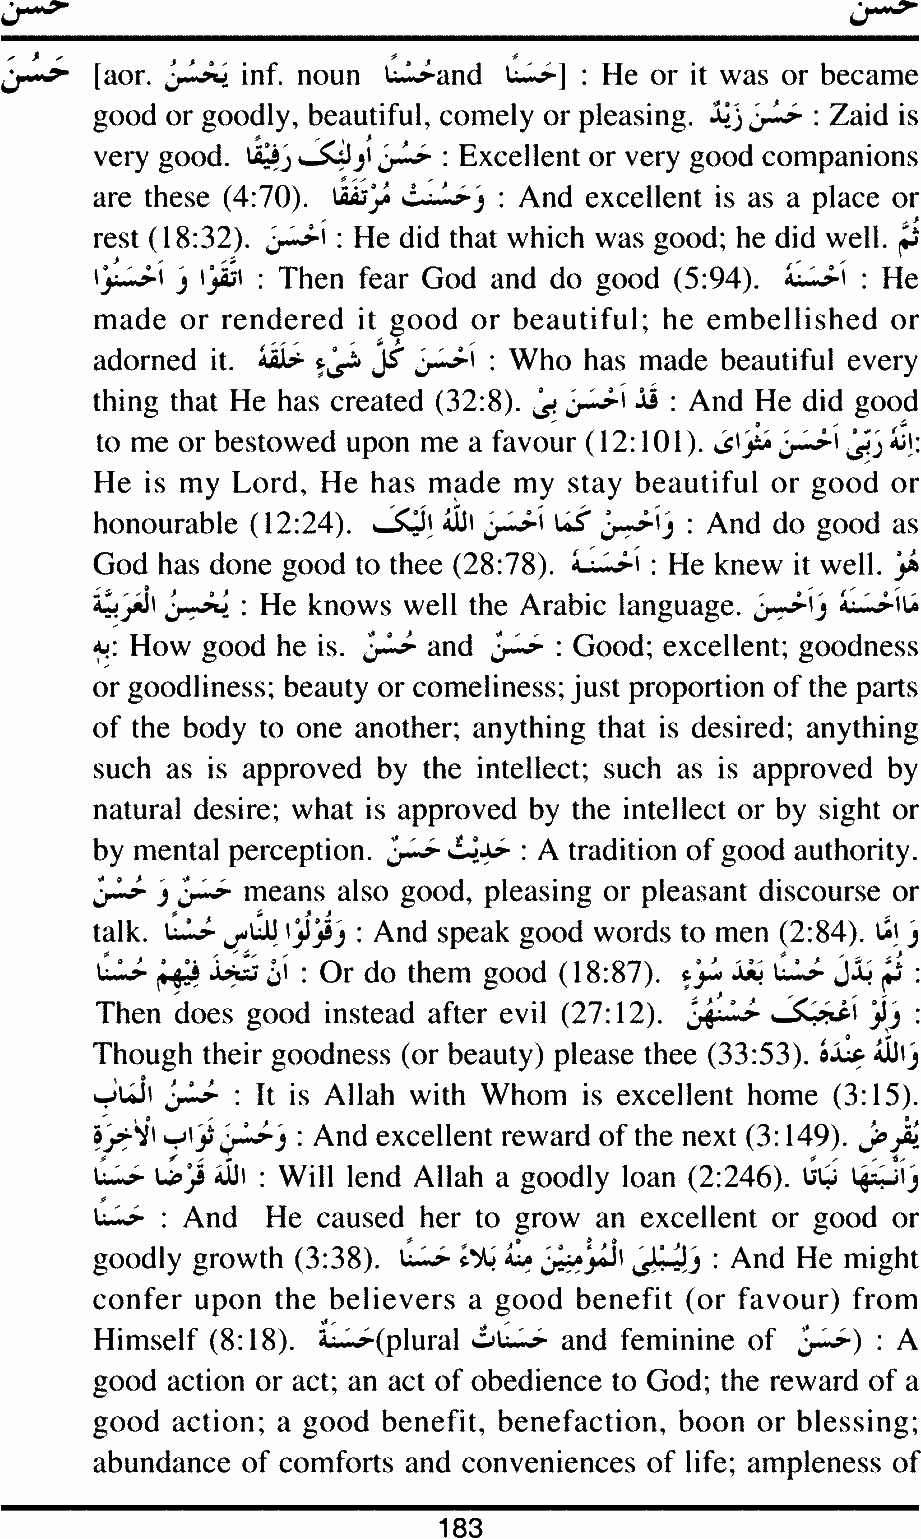 حسن حسن
حَسُنَ [aor. يَحْسُنُ inf. noun حُسْنًا and حَسَنًا] : He or it was or became
good or goodly, beautiful, comely or pleasing. حَسُنَ زَيْدٌ : Zaid is
very good. حَسُنَ اُولٰٓئِکَ رَفِيْقًا : Excellent or very good companions
are these (4:70). وَحَسُنَتْ مُرْتَفَقًا : And excellent is as a place or
rest (18:32). اَحْسَنَ : He did that which was good; he did well. ثُمَّ
اتَّقَوْا وَ اَحْسَنُوْا : Then fear God and do good (5:94). اَحْسَنَهُ : He
made or rendered it good or beautiful; he embellished or
adorned it. اَحْسَنَ کُلَّ شَیْءٍ خَلَقَهُ : Who has made beautiful every
thing that He has created (32:8). قَدْ اَحْسَنَ بِیْ : And He did good
to me or bestowed upon me a favour (12:101). اِنَّهُ رَبِّیْ اَحْسَنَ مَثْوَایَ:
He is my Lord, He has made my stay beautiful or good or
honourable (12:24). وَاَحْسِنْ کَمَا اَحْسَنَ اللّٰهُ اِلَيْکَ : And do good as
God has done good to thee (28:78). اَحْسَنَهُ : He knew it well. هُوَ
يُحْسِنُ الْعَرَبِيَّةَ : He knows well the Arabic language. مَااَحْسَنَهُ وَاَحْسِنْ
بِهٖ: How good he is. حُسْنٌ and حَسَنٌ : Good; excellent; goodness
or goodliness; beauty or comeliness; just proportion of the parts
of the body to one another; anything that is desired; anything
such as is approved by the intellect; such as is approved by
natural desire; what is approved by the intellect or by sight or
by mental perception. حَدِيْثٌ حَسَنٌ : A tradition of good authority.
حَسَنٌ وَ حُسْنٌ means also good, pleasing or pleasant discourse or
talk. وَقُوْلُوْا لِلنَّاسِ حُسْنًا : And speak good words to men (2:84). وَ اِمَّا
اَنْ تَتَّخِذَ فِيْهِمْ حُسْنًا : Or do them good (18:87). ثُمَّ بَدَّلَ حُسْنًا بَعْدَ سُوْءٍ :
Then does good instead after evil (27:12). وَلَوْ اَعْجَبَکَ حُسْنُهُنَّ :
Though their goodness (or beauty) please thee (33:53). وَاللّٰهُ عِنْدَهُ
حُسْنُ الْمَاٰبِ : It is Allah with Whom is excellent home (3:15).
وَحُسْنَ ثَوَابِ الْاٰخِرَةِ : And excellent reward of the next (3:149). يُقْرِضُ
اللّٰهَ قَرْضًا حَسَنًا : Will lend Allah a goodly loan (2:246). وَاَنْۢبَتَهَا نَبَاتًا
حَسَنًا : And He caused her to grow an excellent or good or
goodly growth (3:38). وَلِيُبْلِیَ الْمُؤْمِنِيْنَ مِنْهُ بَلَاءً حَسَنًا : And He might
confer upon the believers a good benefit (or favour) from
Himself (8:18). حَسَنَةٌ (plural حَسَنَاتٌ and feminine of حَسَنٌ) : A
good action or act; an act of obedience to God; the reward of a
good action; a good benefit, benefaction, boon or blessing;
abundance of comforts and conveniences of life; ampleness of
183